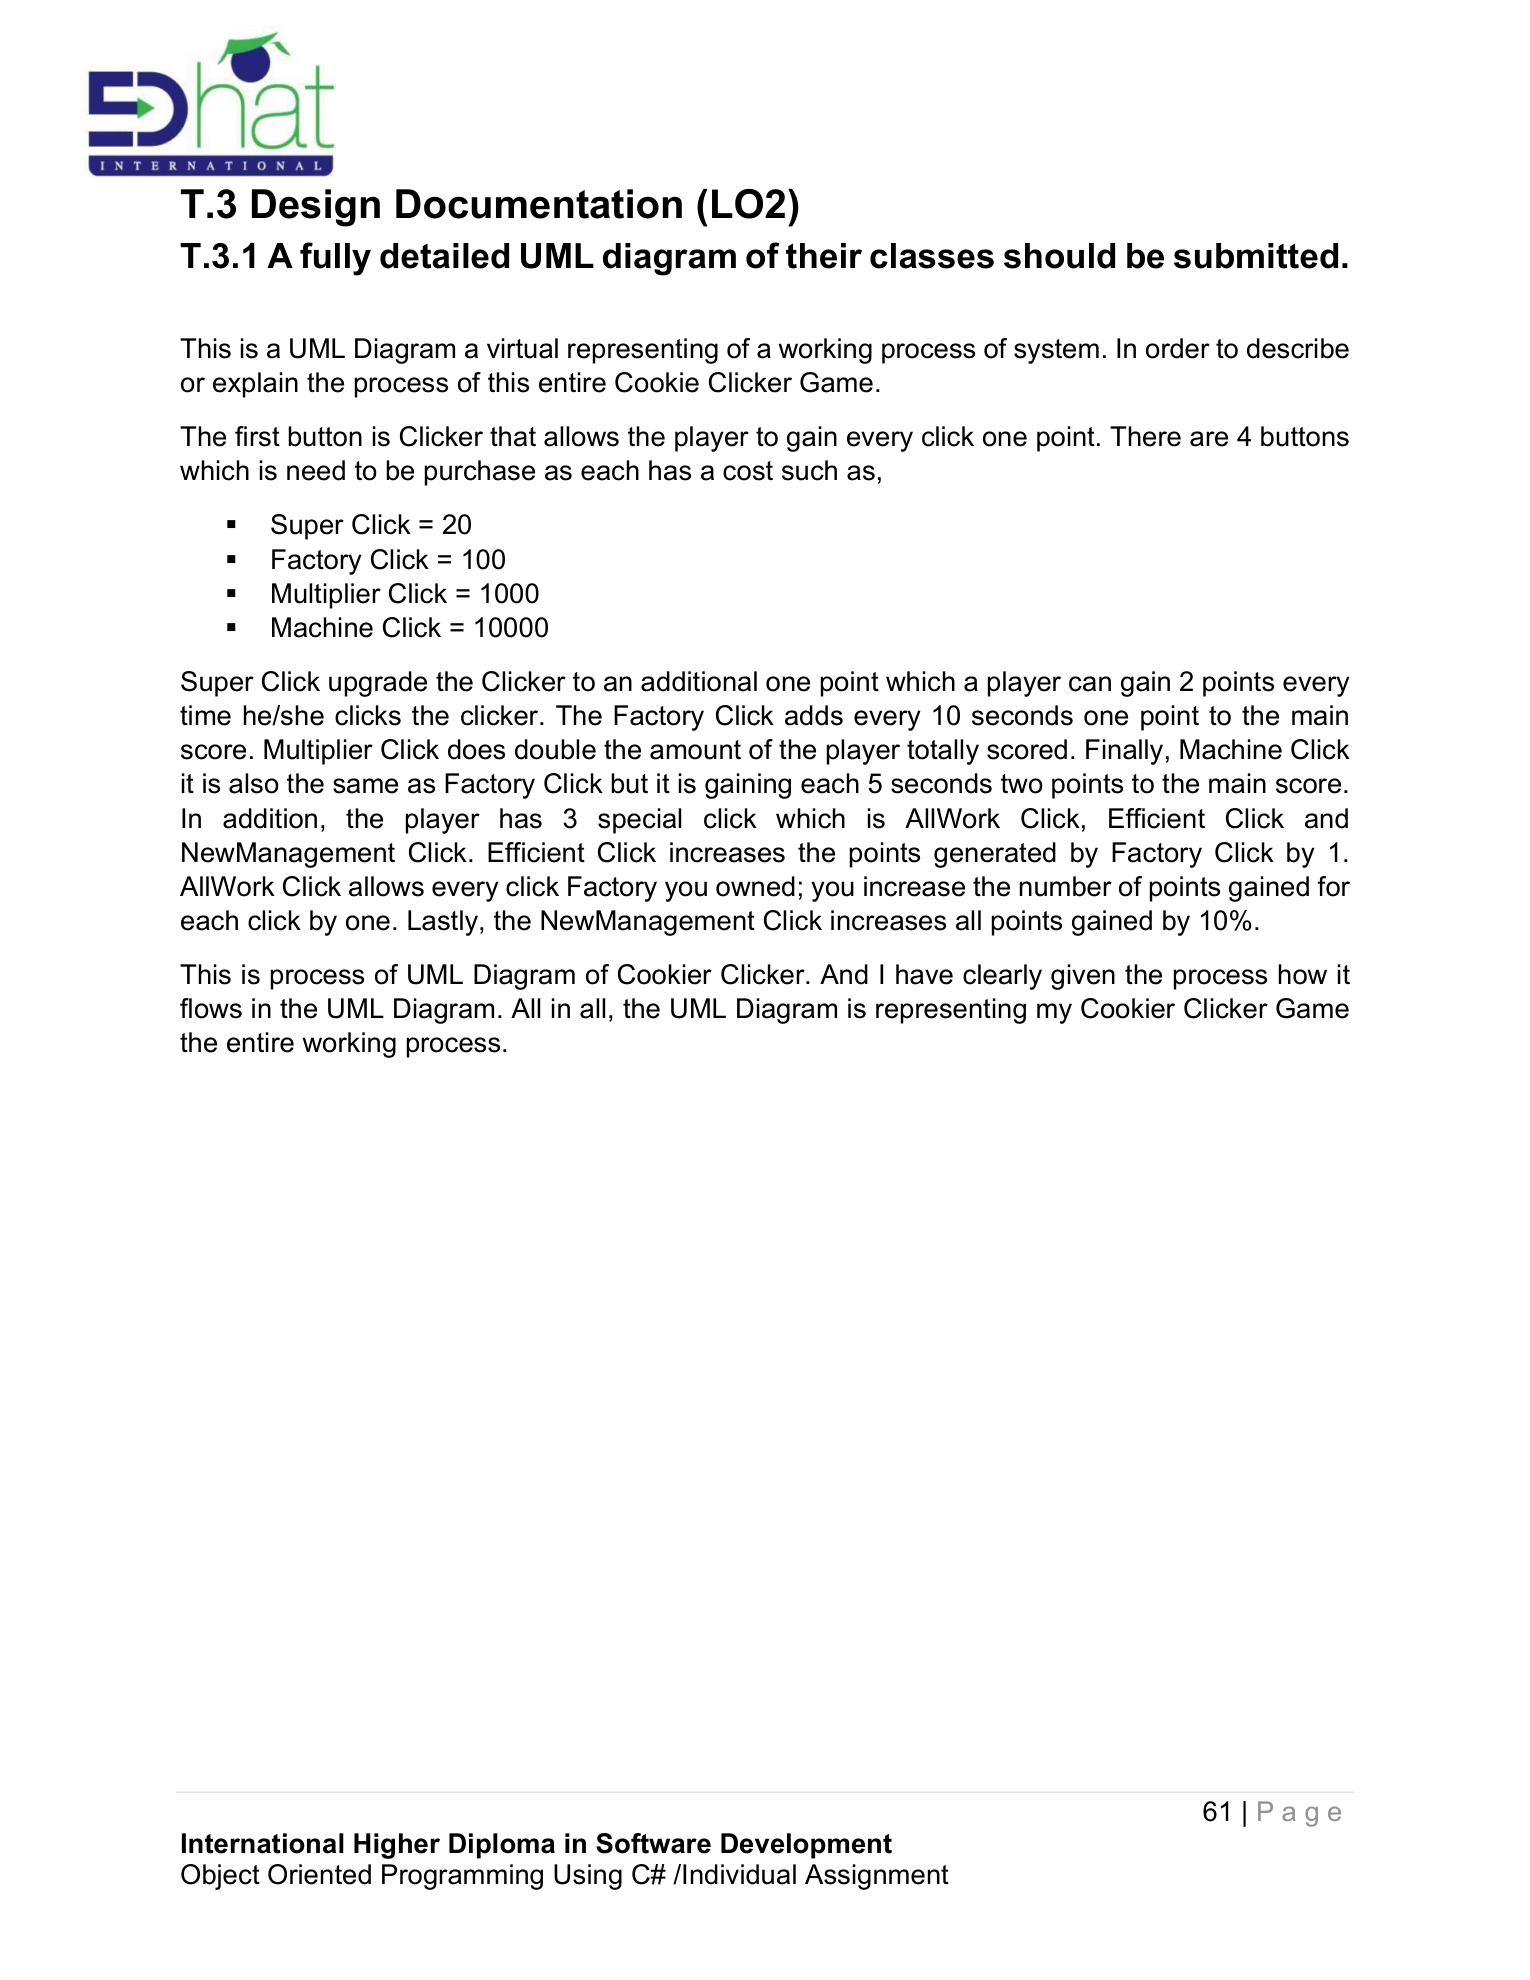 EDhat
INTERNATIONAL
T.3 Design Documentation (LO2)
T.3.1 A fully detailed UML diagram of their classes should be submitted.
This is a UML Diagram a virtual representing of a working process of system. In order to describe
or explain the process of this entire Cookie Clicker Game.
The first button is Clicker that allows the player to gain every click one point. There are 4 buttons
which is need to be purchase as each has a cost such as,
▪ Super Click = 20
▪ Factory Click = 100
▪ Multiplier Click = 1000
▪ Machine Click = 10000
Super Click upgrade the Clicker to an additional one point which a player can gain 2 points every
time he/she clicks the clicker. The Factory Click adds every 10 seconds one point to the main
score. Multiplier Click does double the amount of the player totally scored. Finally, Machine Click
it is also the same as Factory Click but it is gaining each 5 seconds two points to the main score.
In addition, the player has 3 special click which is AllWork Click, Efficient Click and
NewManagement Click. Efficient Click increases the points generated by Factory Click by 1.
AllWork Click allows every click Factory you owned; you increase the number of points gained for
each click by one. Lastly, the NewManagement Click increases all points gained by 10%.
This is process of UML Diagram of Cookier Clicker. And I have clearly given the process how it
flows in the UML Diagram. All in all, the UML Diagram is representing my Cookier Clicker Game
the entire working process.
61 | Page
International Higher Diploma in Software Development
Object Oriented Programming Using C# /Individual Assignment